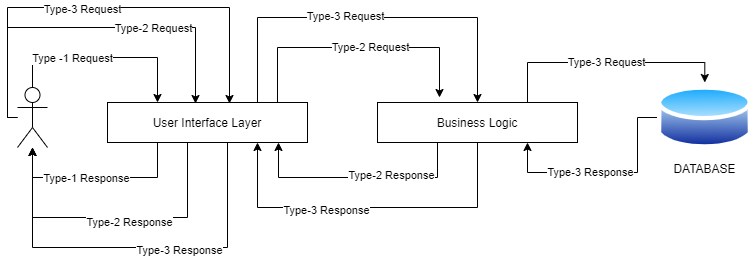 Type-3 Request
Type-3 Request
Type-2 Request
Type-2 Request
Type -1 Request
Type-3 Request
User Interface Layer
Business Logic
DATABASE
Type-1 Response
Type-2 Response
Type-3 Response
Type-3 Response
Type-2 Response
Type-3 Response